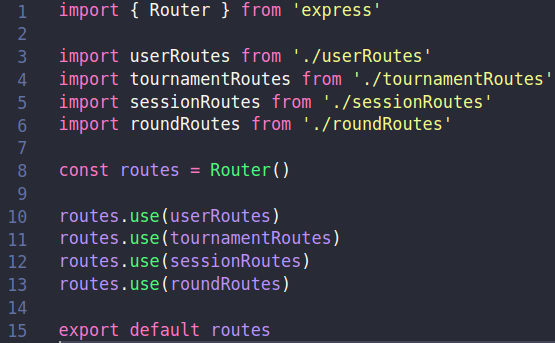 1 import { Router } from 'express'
2
3 import userRoutes from './userRoutes'
4 import tournamentRoutes from './tournamentRoutes'
5 import sessionRoutes from './sessionRoutes'
6 import roundRoutes from './roundRoutes'
7
8 const routes = Router()
9
10 routes.use(userRoutes)
11 routes.use(tournamentRoutes)
12 routes.use(sessionRoutes)
13 routes.use(roundRoutes)
14
15 export default routes